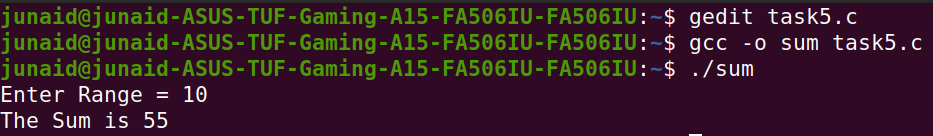 junaid@junaid-ASUS-TUF-Gaming-A15-FA506IU-FA506IU:~$ gedit task5.c
junaid@junaid-ASUS-TUF-Gaming-A15-FA506IU-FA506IU:~$ gcc -o sum task5.c
junaid@junaid-ASUS-TUF-Gaming-A15-FA506IU-FA506IU:~$ ./sum
Enter Range = 10
The Sum is 55